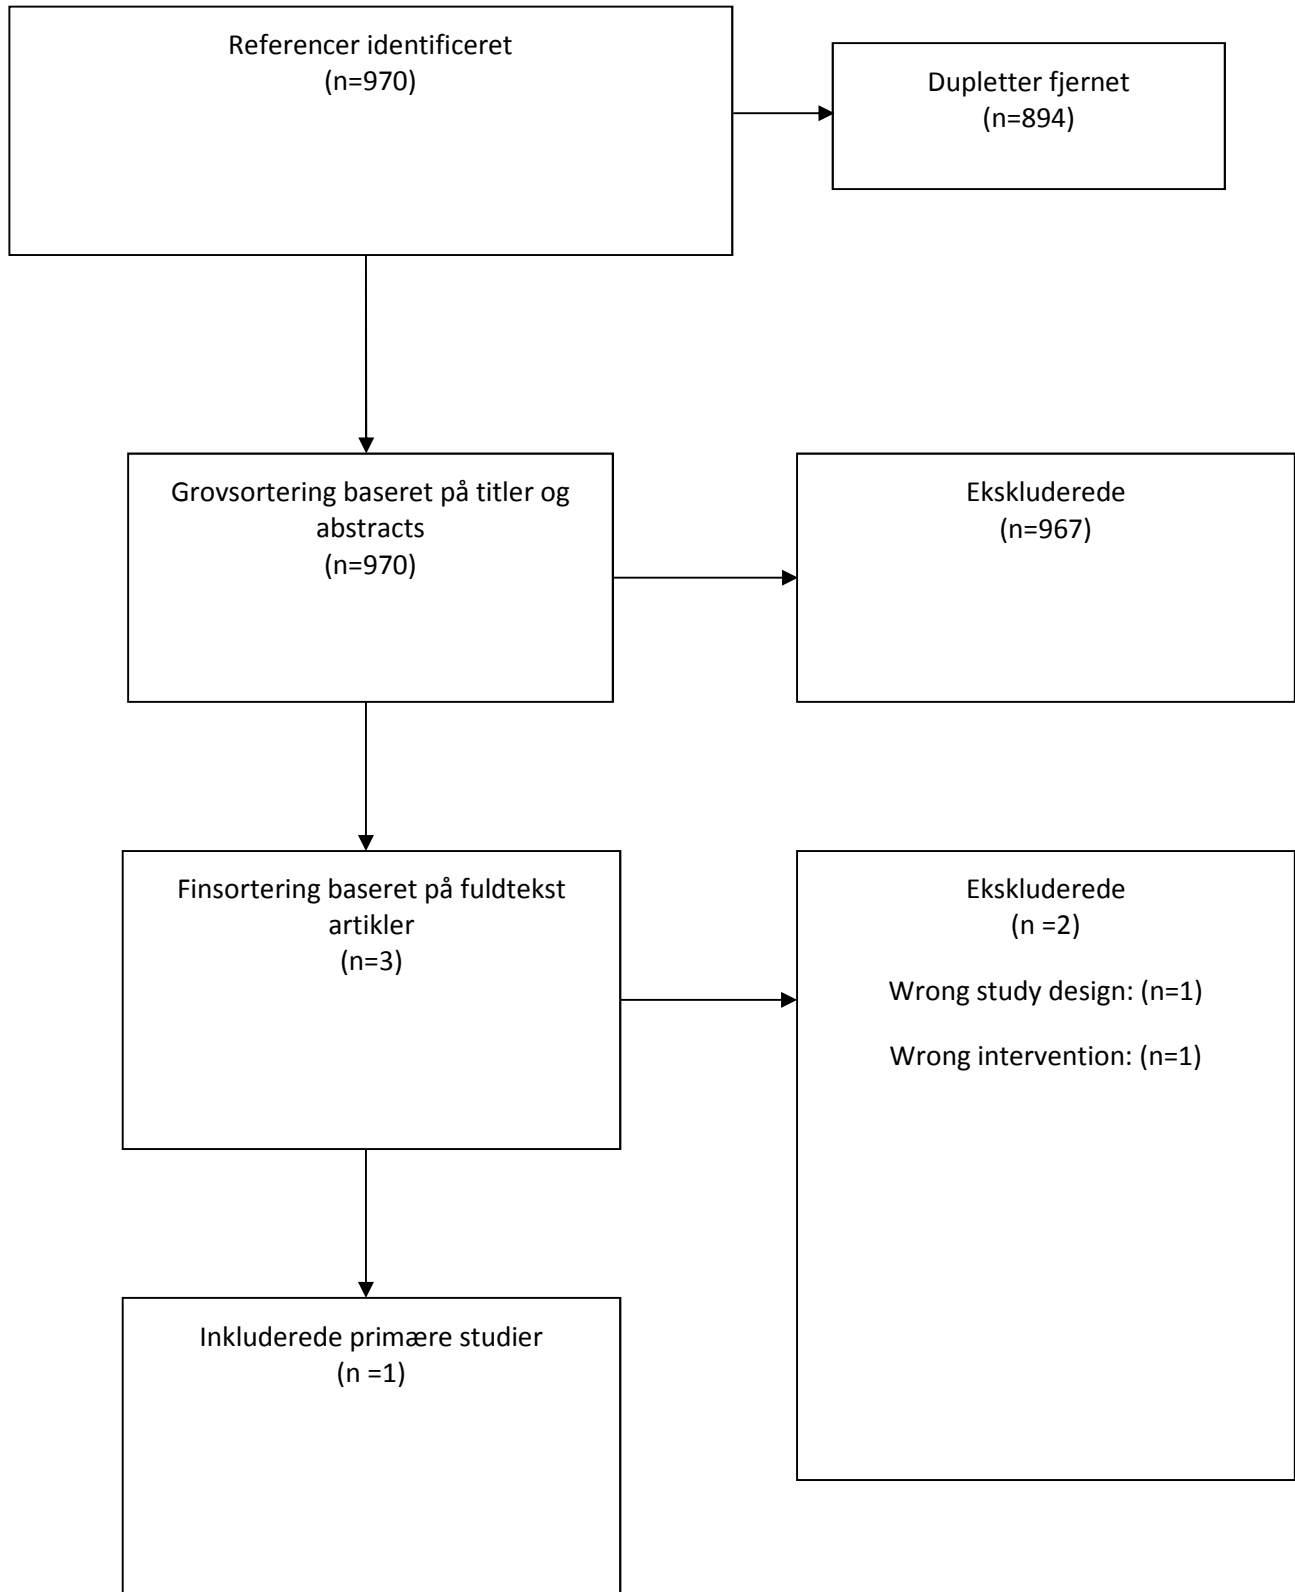 Referencer identificeret
(n=970)
Dupletter fjernet
(n=894)
Grovsortering baseret på titler og
abstracts
(n=970)
Ekskluderede
(n=967)
Finsortering baseret på fuldtekst
artikler
(n=3)
Ekskluderede
(n =2)
Wrong study design: (n=1)
Wrong intervention: (n=1)
Inkluderede primære studier
(n =1)